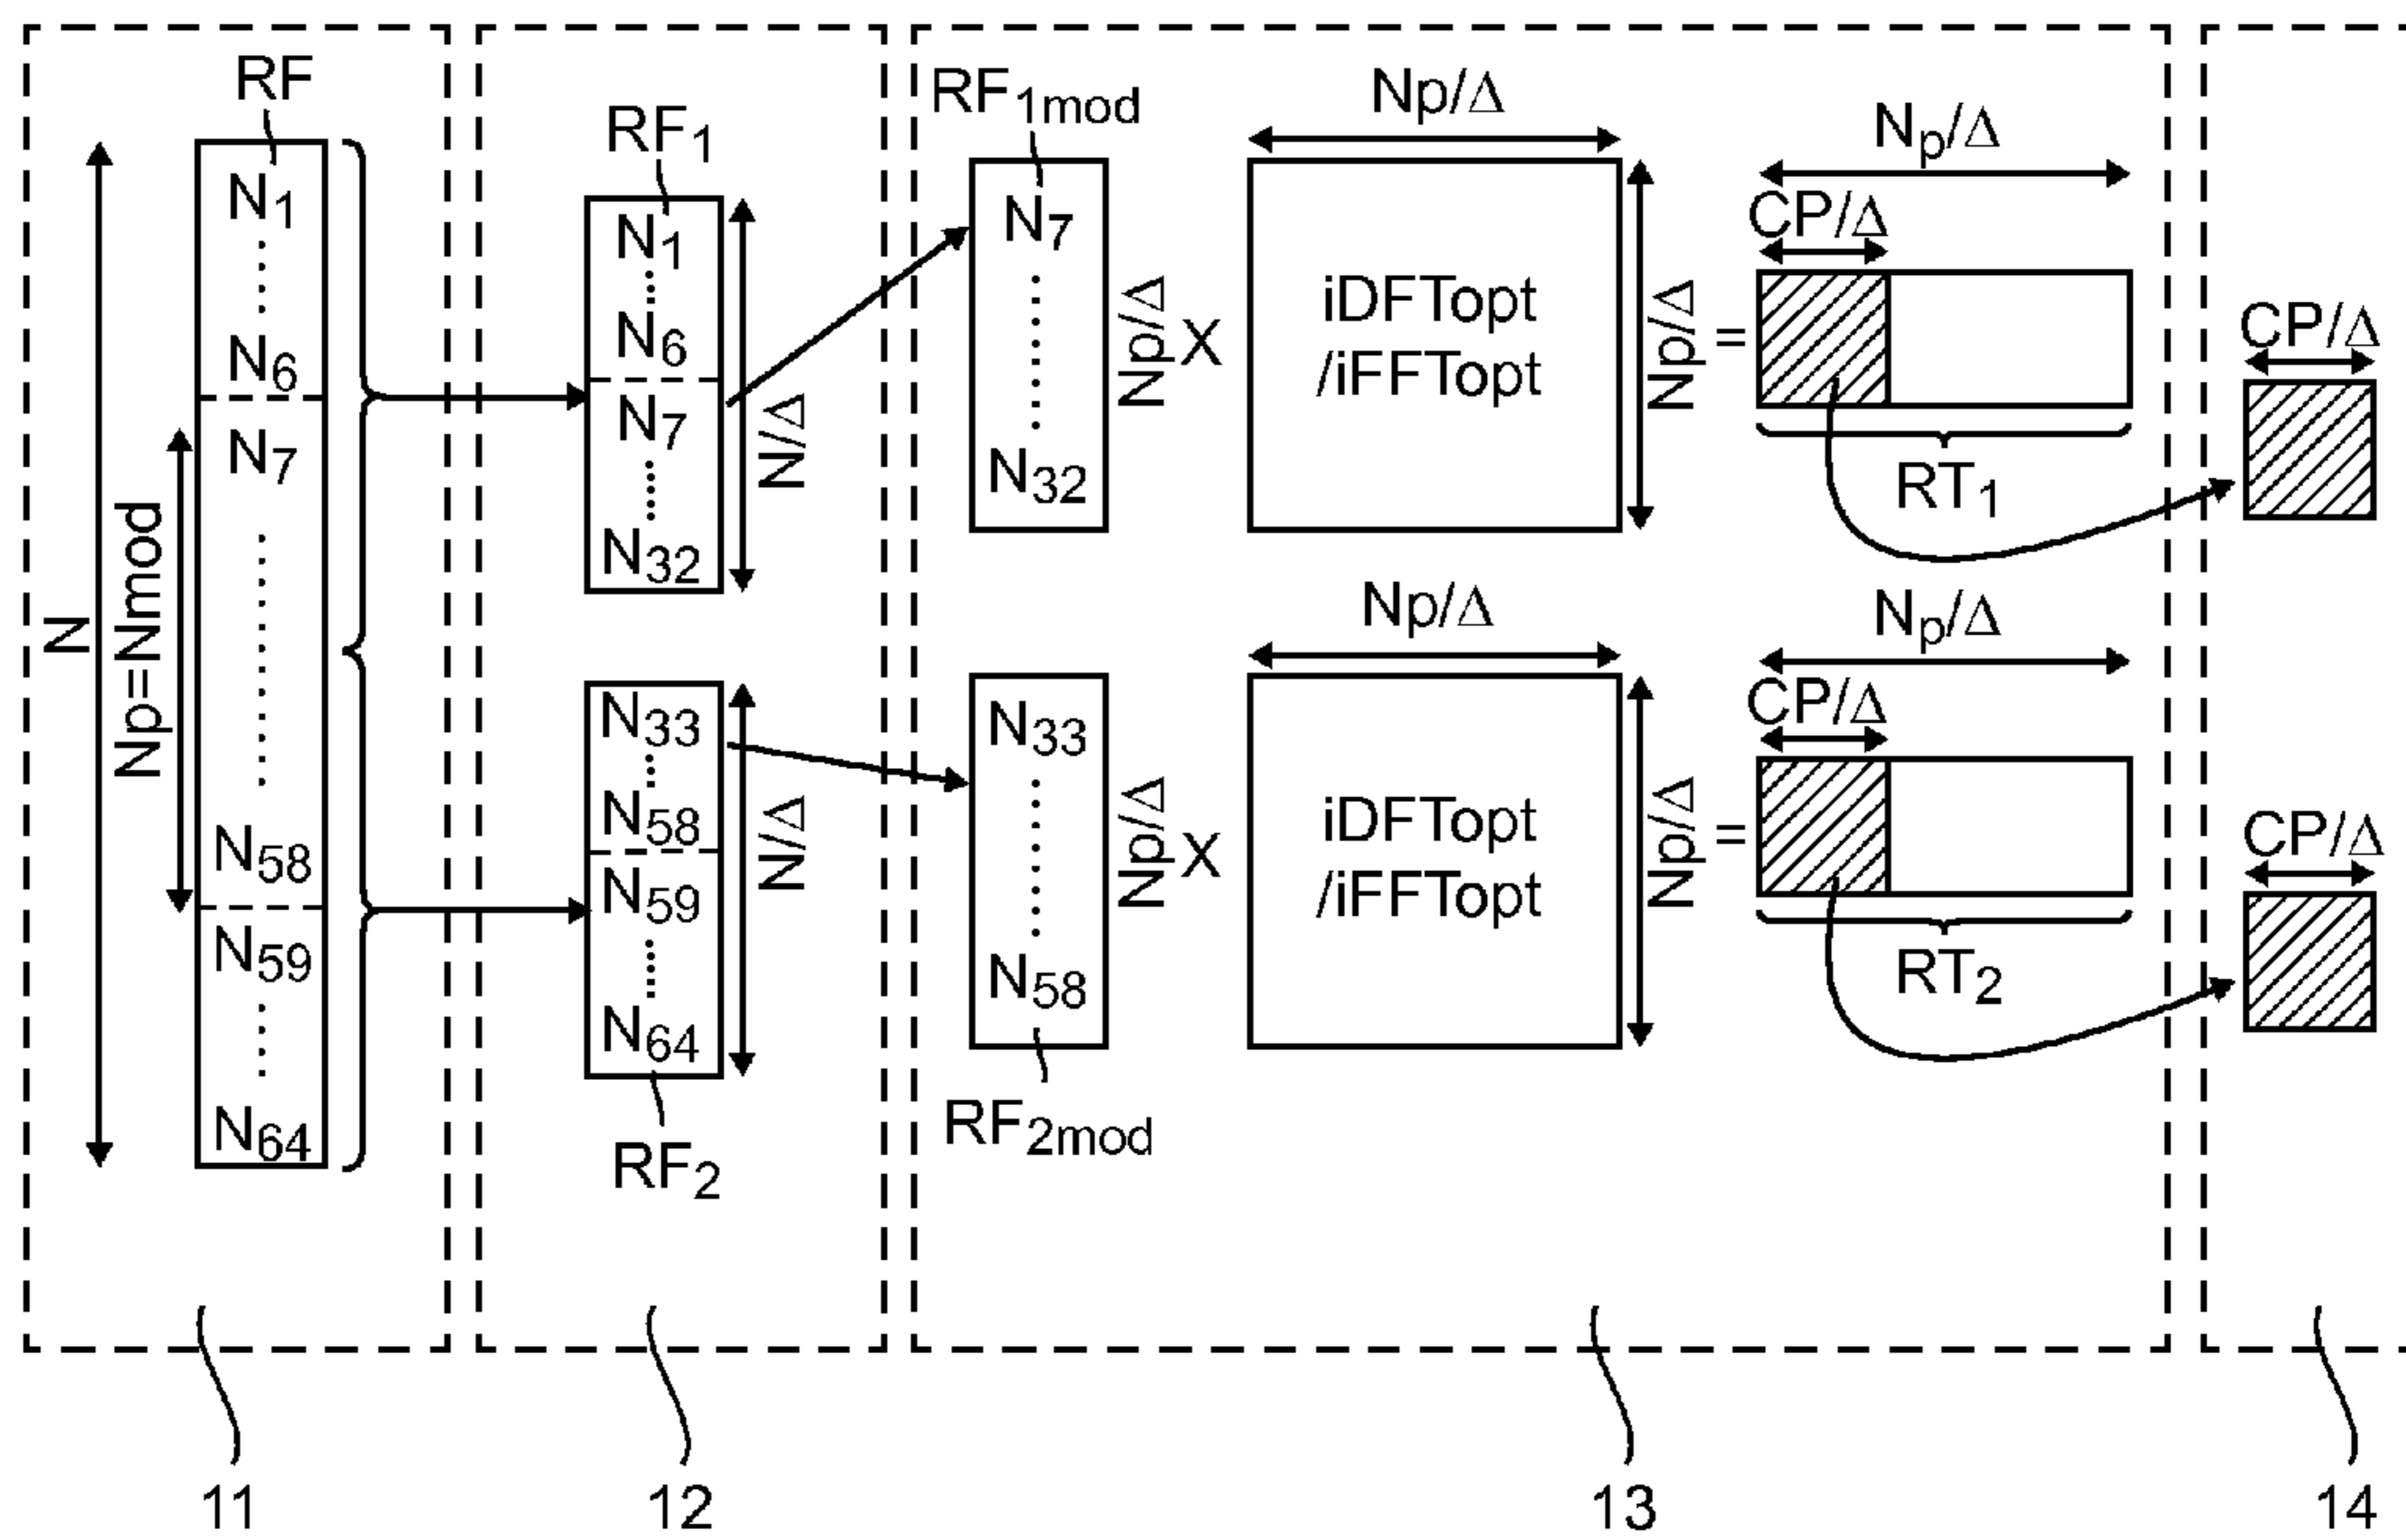 RF
N
Np=Nmod
N1
N6
N7
N58
N59
N64
11
RF1
N1
N6
N7
N32
N/Δ
N33
N58
N59
N64
N/Δ
RF2
12
RF1mod
N7
N32
Np/Δ
X
Np/Δ
iDFTopt
/iFFTopt
Np/Δ
=
Np/Δ
CP/Δ
RT1
N33
N58
RF2mod
Np/Δ
X
Np/Δ
iDFTopt
/iFFTopt
Np/Δ
=
Np/Δ
CP/Δ
RT2
13
CP/Δ
CP/Δ
14